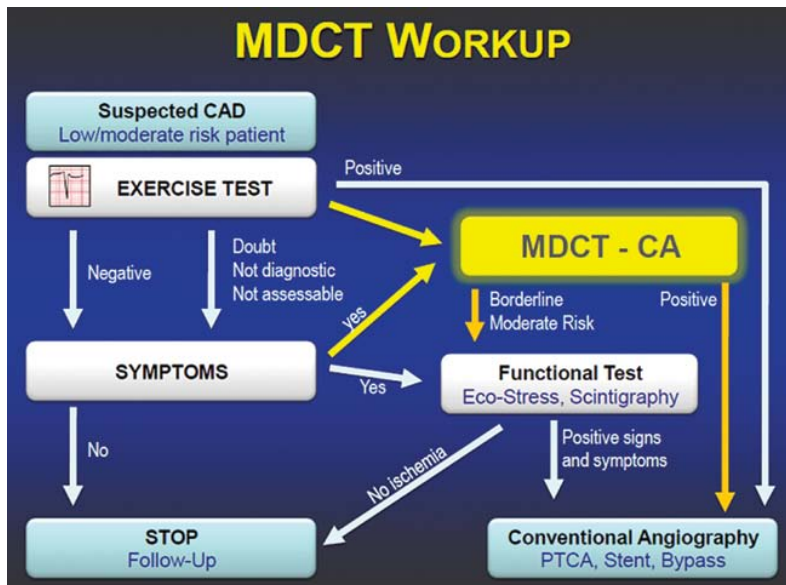 MDCT WORKUP
Suspected CAD
Low/moderate risk patient
EXERCISE TEST
Positive
Negative
Doubt
Not diagnostic
Not assessable
MDCT - CA
yes
Borderline
Moderate Risk
Positive
SYMPTOMS
Yes
Functional Test
Eco-Stress, Scintigraphy
No
No ischemia
Positive signs
and symptoms
STOP
Follow-Up
Conventional Angiography
PTCA, Stent, Bypass